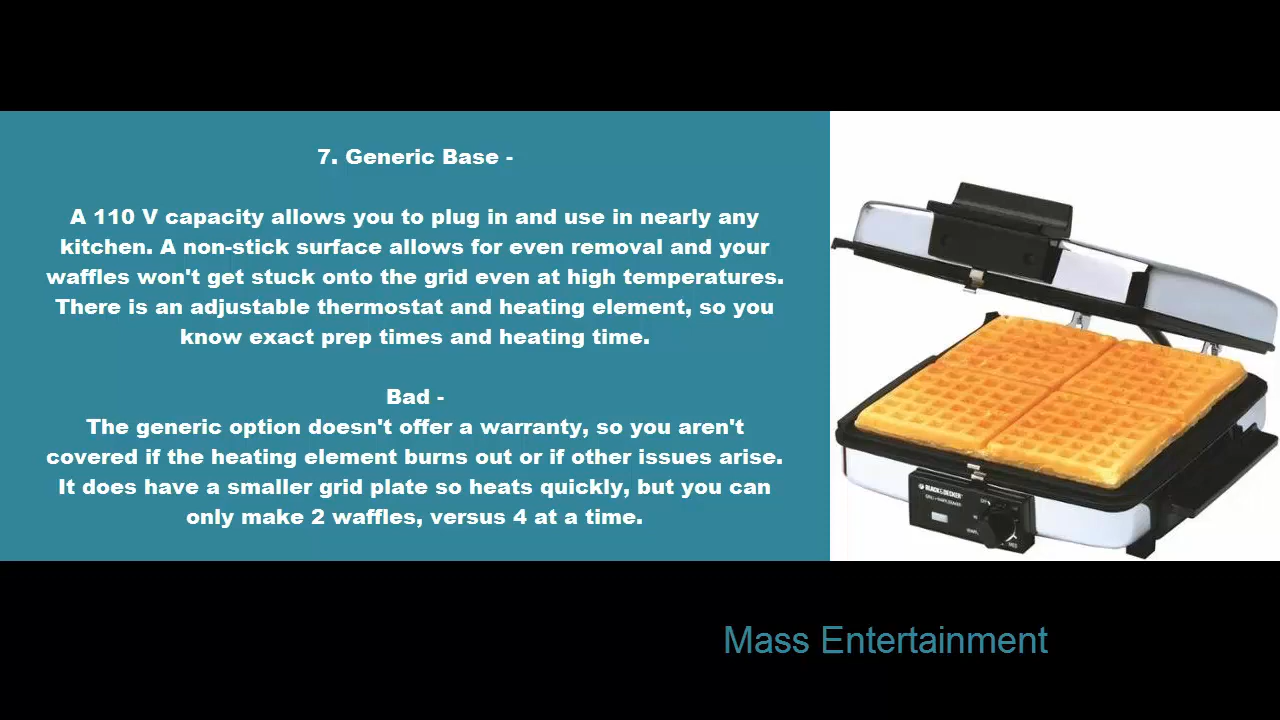 7. Generic Base -
A 110 V capacity allows you to plug in and use in nearly any
kitchen. A non-stick surface allows for even removal and your
waffles won't get stuck onto the grid even at high temperatures.
There is an adjustable thermostat and heating element, so you
know exact prep times and heating time.
Bad -
The generic option doesn't offer a warranty, so you aren't
covered if the heating element burns out or if other issues arise.
It does have a smaller grid plate so heats quickly, but you can
only make 2 waffles, versus 4 at a time.
BLACK&DECKER
Mass Entertainment